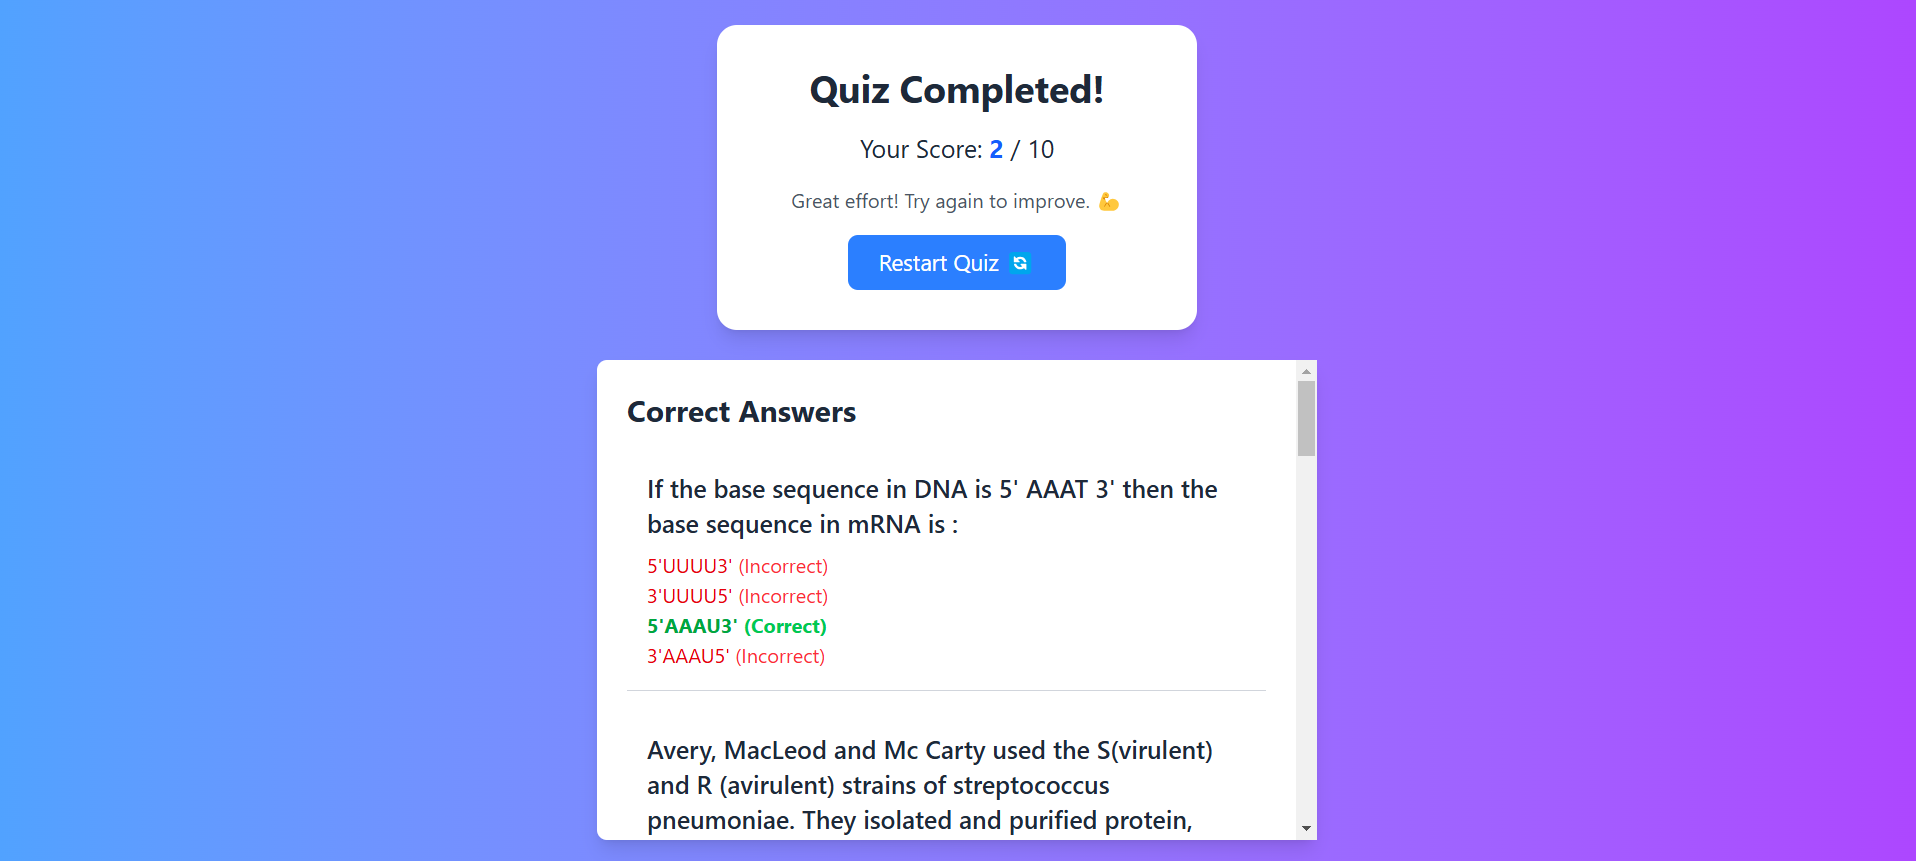 Quiz Completed!
Your Score: 2 / 10
Great effort! Try again to improve. 💪
Restart Quiz 🔄
Correct Answers
If the base sequence in DNA is 5' AAAT 3' then the
base sequence in mRNA is :
5'UUUU3' (Incorrect)
3'UUUU5' (Incorrect)
5'AAAU3' (Correct)
3'AAAU5' (Incorrect)
Avery, MacLeod and Mc Carty used the S(virulent)
and R (avirulent) strains of streptococcus
pneumoniae. They isolated and purified protein,